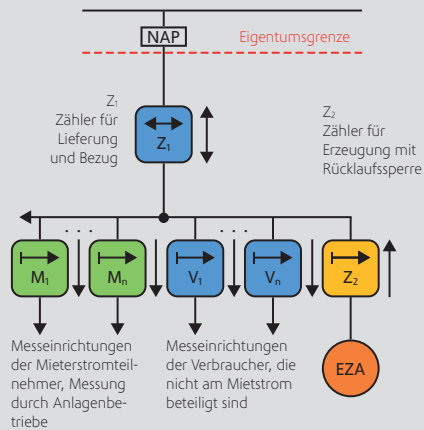 NAP
Eigentumsgrenze
Z₁
Zähler für
Lieferung
und Bezug
Z₁
Z₂
Zähler für
Erzeugung mit
Rücklaufssperre
. . .
. . .
M₁
Mₙ
V₁
Vₙ
Z₂
Messeinrichtungen
der Mieterstromteil-
nehmer, Messung
durch Anlagenbe-
triebe
Messeinrichtungen
der Verbraucher, die
nicht am Mietstrom
beteiligt sind
EZA